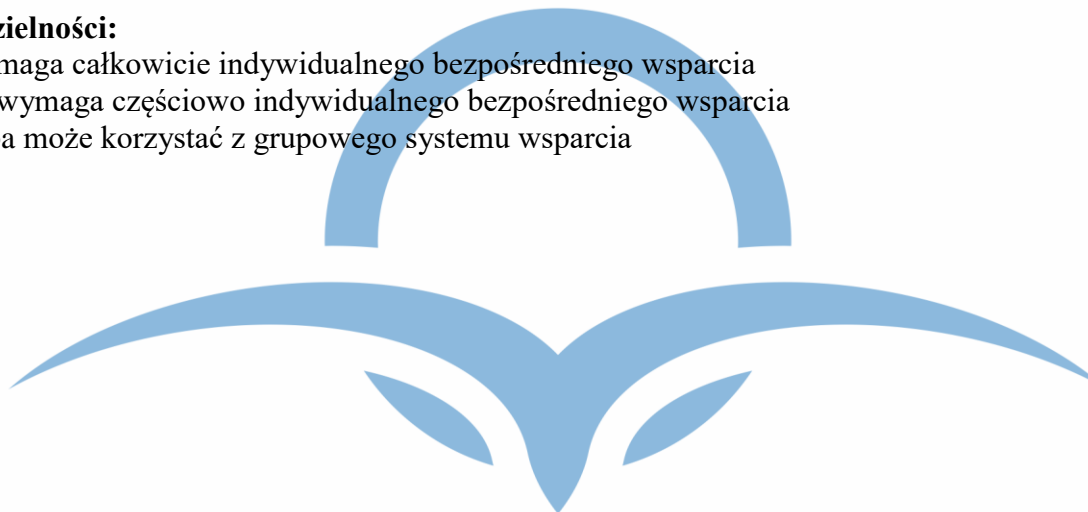 zielności:
maga całkowicie indywidualnego bezpośredniego wsparcia
wymaga częściowo indywidualnego bezpośredniego wsparcia
a może korzystać z grupowego systemu wsparcia